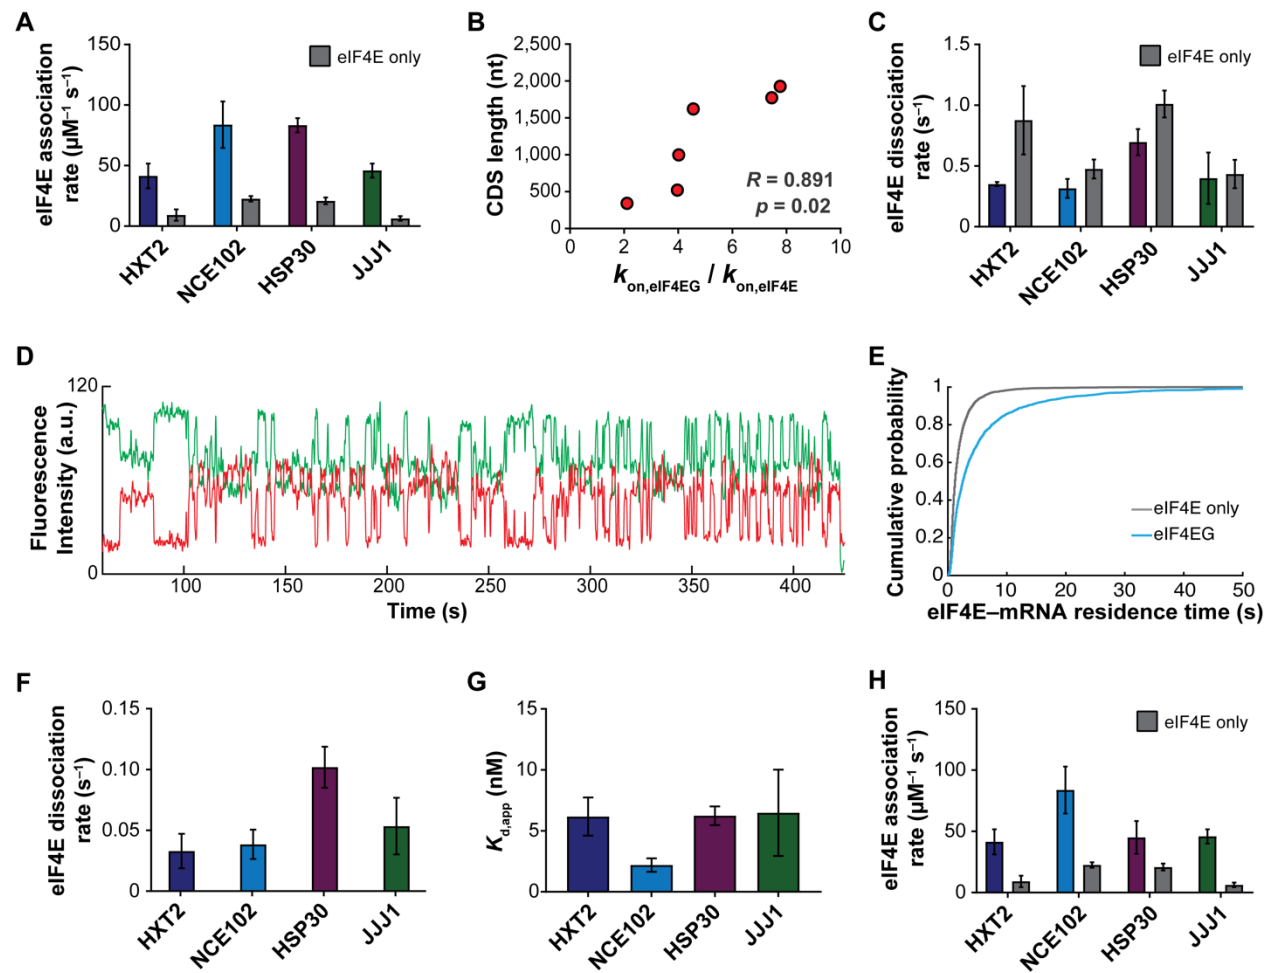 A
eIF4E association
rate (µM⁻¹ s⁻¹)
150
100
50
0
eIF4E only
HXT2
NCE102
HSP30
JJJ1
B
CDS length (nt)
2,500
2,000
1,500
1,000
500
0
0
2
4
6
8
10
R = 0.891
p = 0.02
kon,eIF4EG / kon,eIF4E
C
eIF4E dissociation
rate (s⁻¹)
1.5
1.0
0.5
0
eIF4E only
HXT2
NCE102
HSP30
JJJ1
D
Fluorescence
Intensity (a.u.)
120
0
100
150
200
250
300
350
400
Time (s)
E
Cumulative probability
1
0.8
0.6
0.4
0.2
0
0
10
20
30
40
50
eIF4E only
eIF4EG
eIF4E–mRNA residence time (s)
F
eIF4E dissociation
rate (s⁻¹)
0.15
0.10
0.05
0
HXT2
NCE102
HSP30
JJJ1
G
Kd,app (nM)
15
10
5
0
HXT2
NCE102
HSP30
JJJ1
H
eIF4E association
rate (µM⁻¹ s⁻¹)
150
100
50
0
eIF4E only
HXT2
NCE102
HSP30
JJJ1